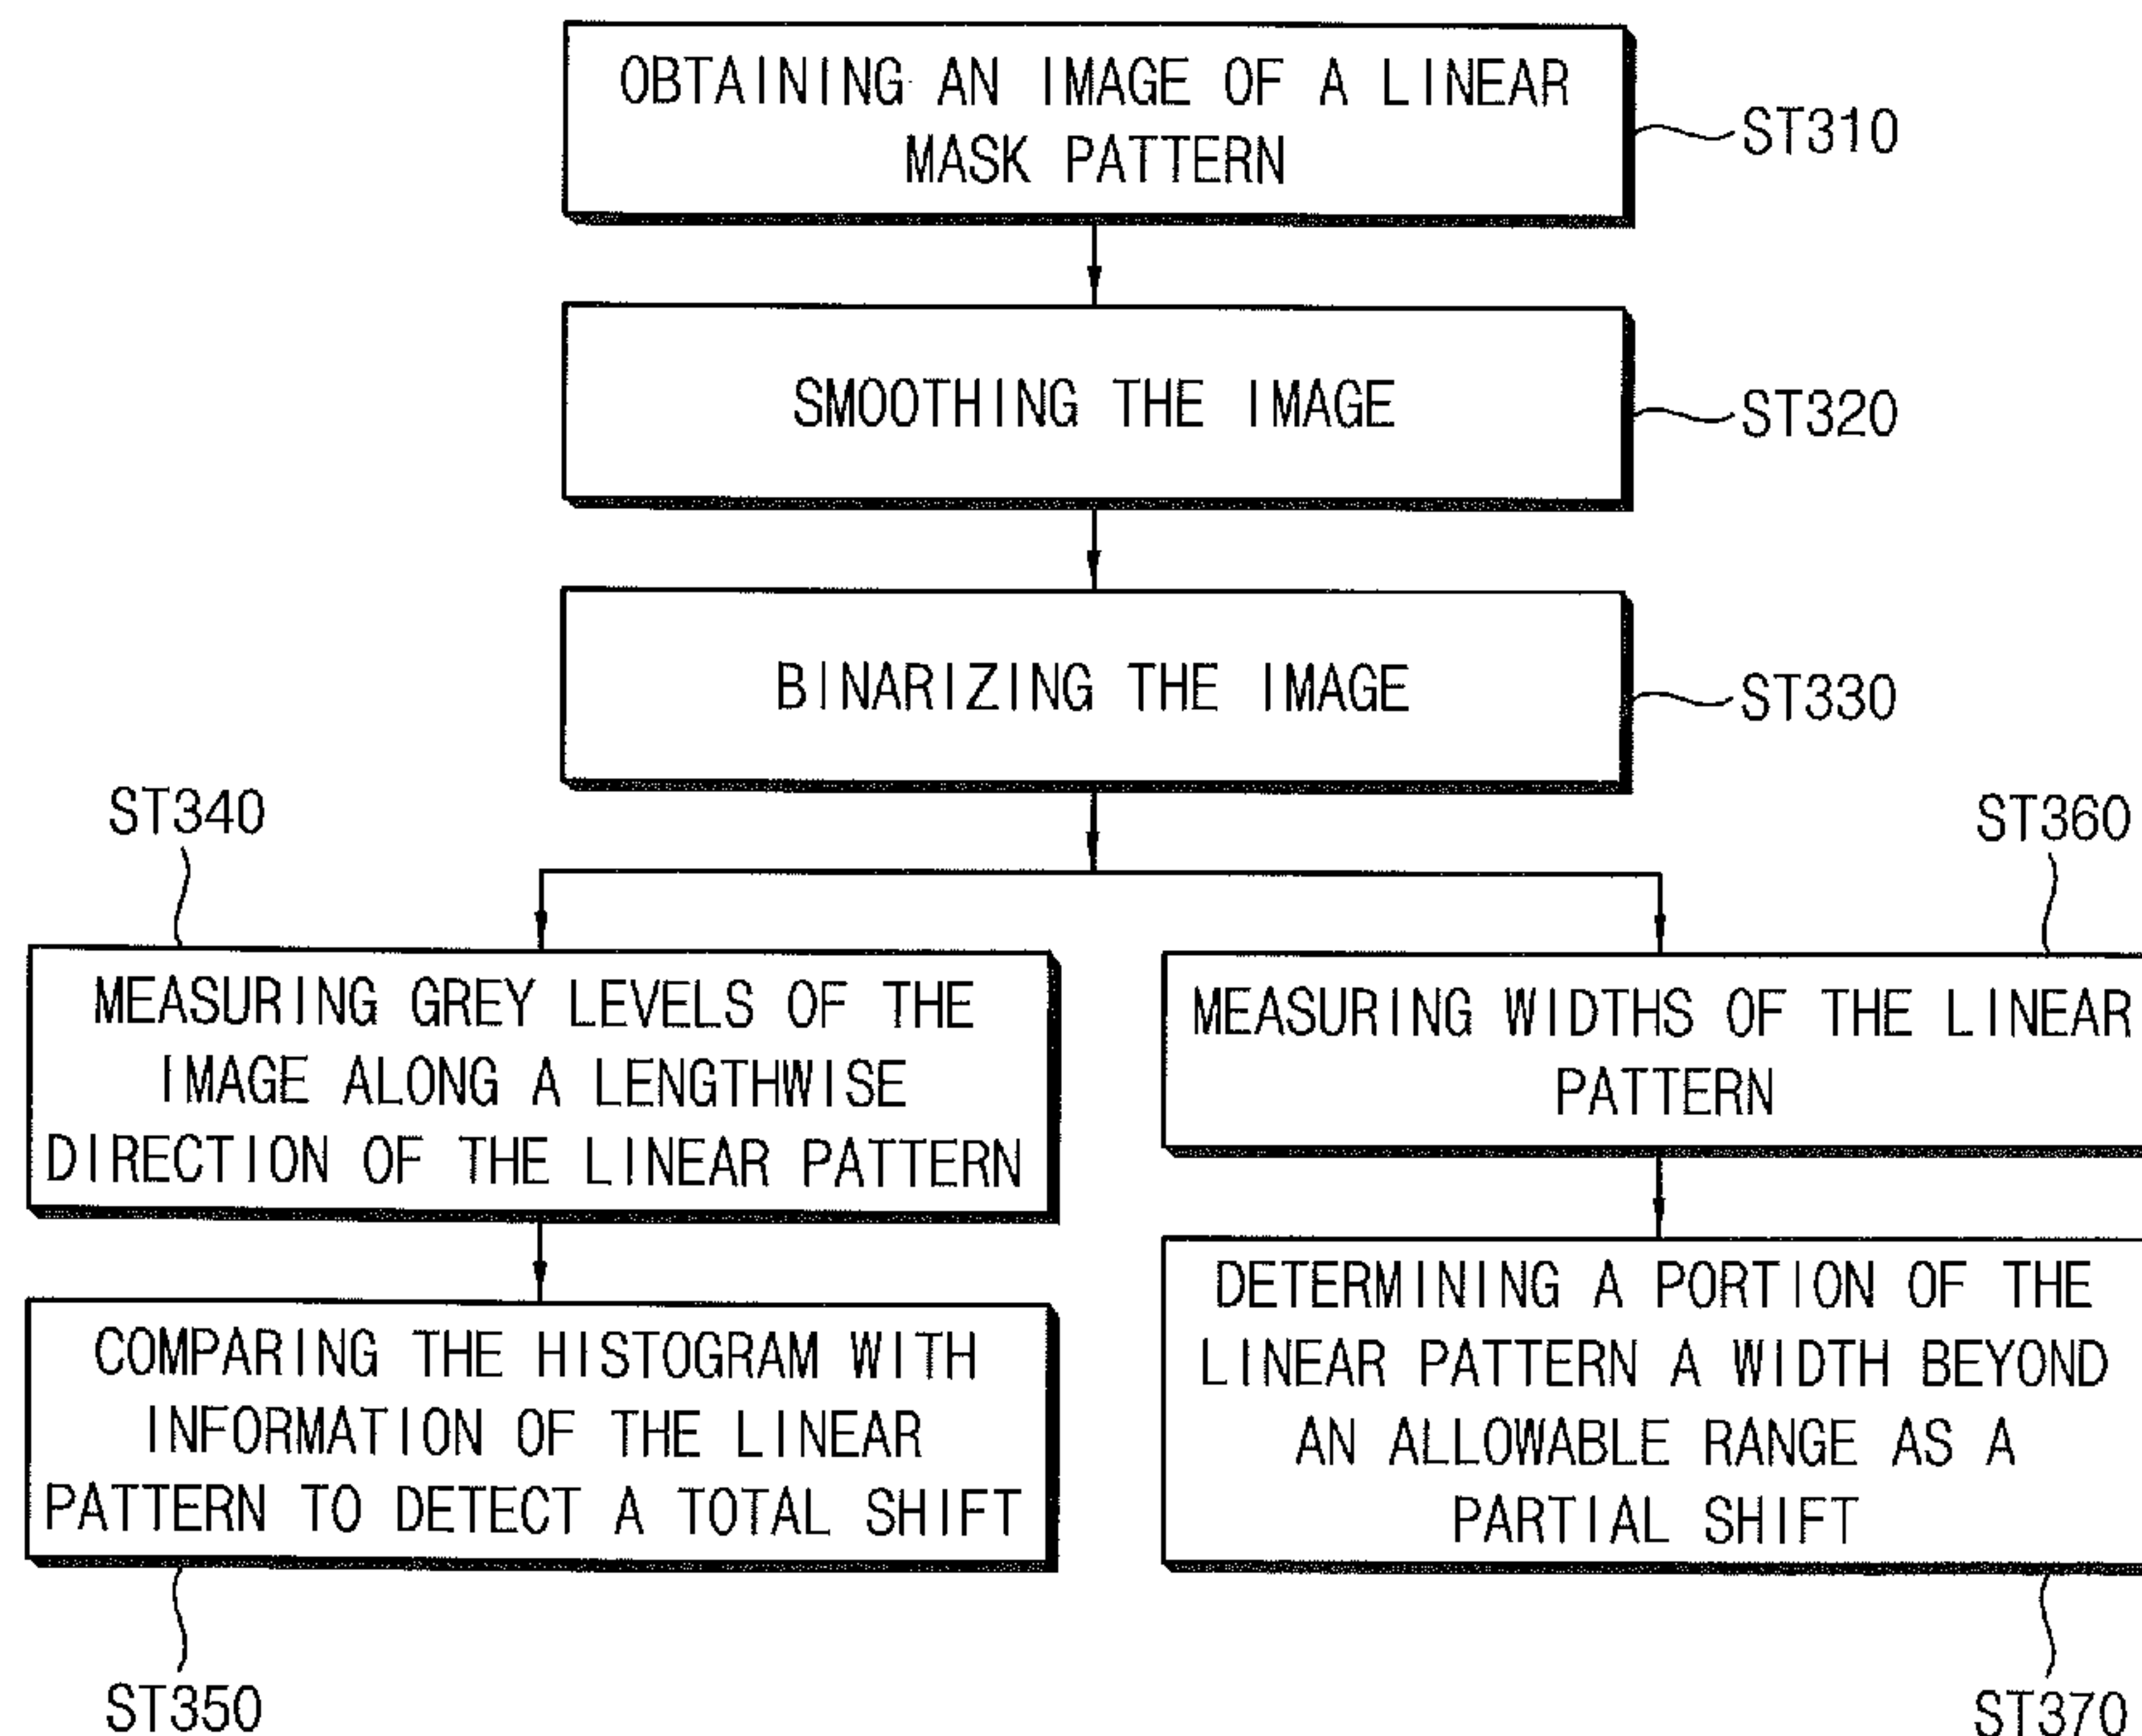 OBTAINING AN IMAGE OF A LINEAR
MASK PATTERN
ST310
SMOOTHING THE IMAGE
ST320
BINARIZING THE IMAGE
ST330
ST340
MEASURING GREY LEVELS OF THE
IMAGE ALONG A LENGTHWISE
DIRECTION OF THE LINEAR PATTERN
COMPARING THE HISTOGRAM WITH
INFORMATION OF THE LINEAR
PATTERN TO DETECT A TOTAL SHIFT
ST350
ST360
MEASURING WIDTHS OF THE LINEAR
PATTERN
DETERMINING A PORTION OF THE
LINEAR PATTERN A WIDTH BEYOND
AN ALLOWABLE RANGE AS A
PARTIAL SHIFT
ST370